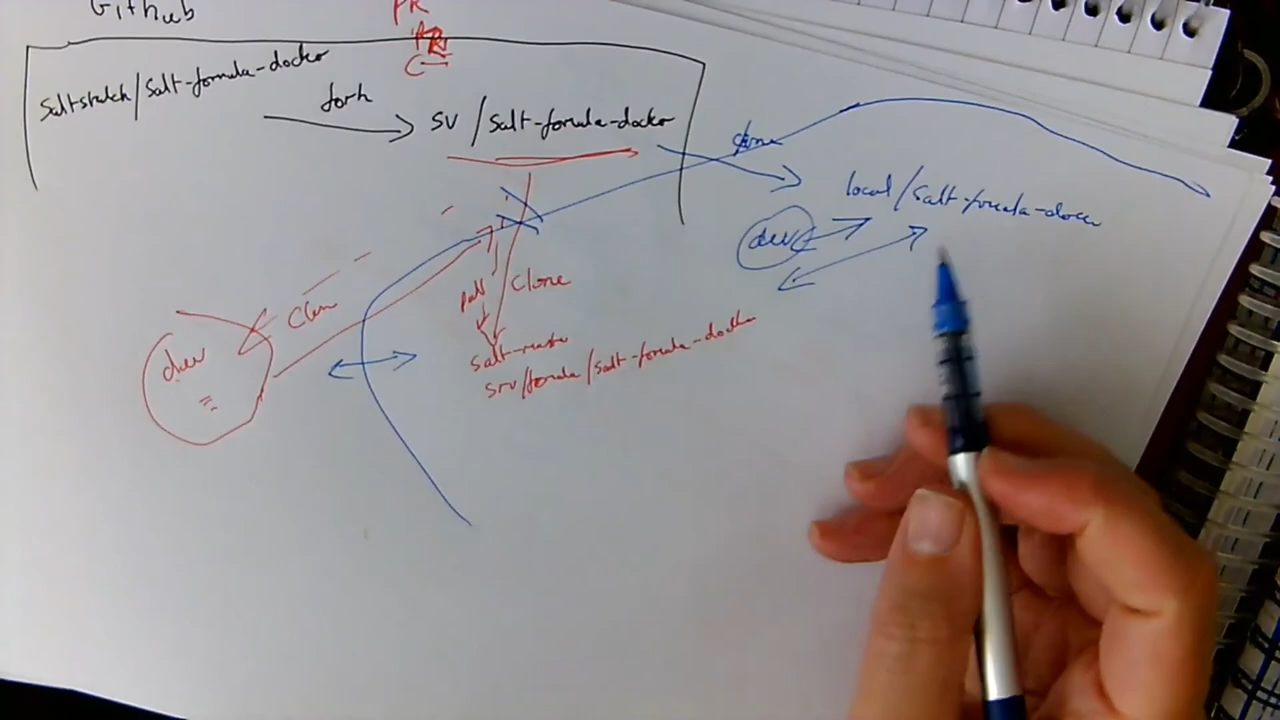 Github
PR
PR
C
Saltstack/Salt-formula-docker
fork
SV / Salt-formula-docker
clone
local/Salt-formula-docker
dev
Clone
pull
Clone
dev
Salt-master
srv/formula/salt-formula-docker